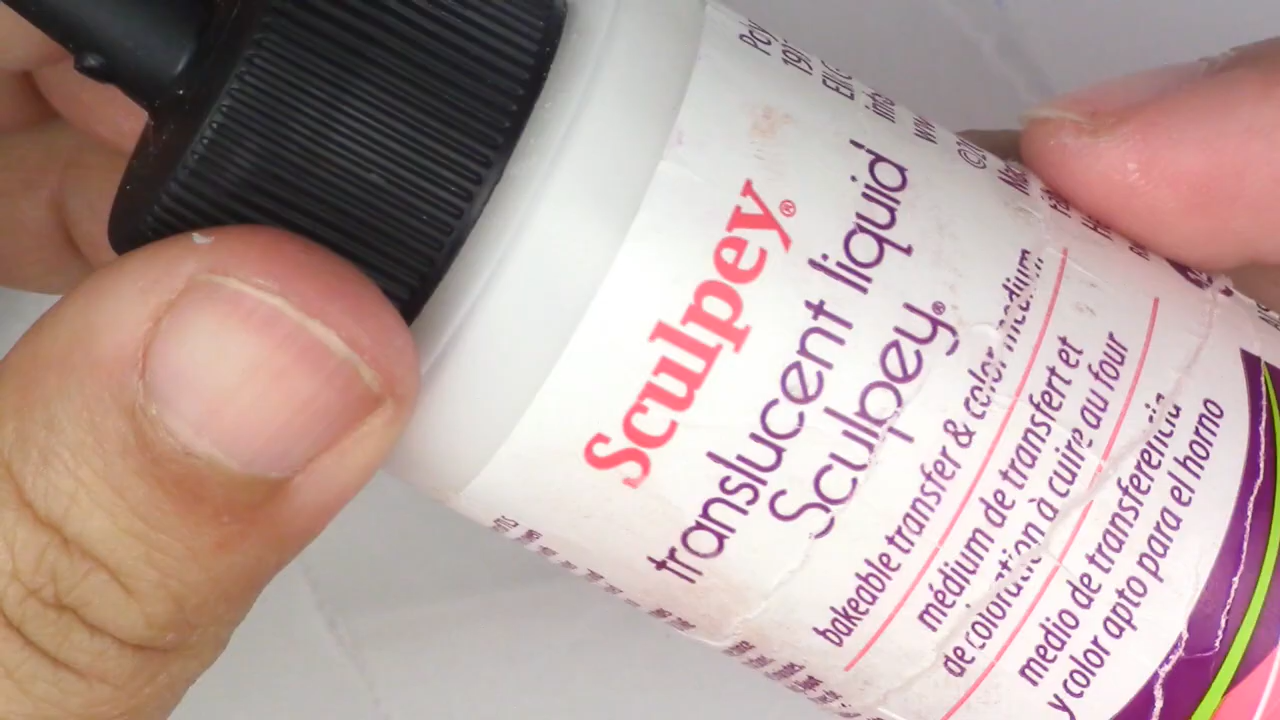 Sculpey®
translucent liquid
Sculpey®
bakeable transfer & color medium
médium de transfert et
de coloration à cuire au four
medio de transferencia
y color apto para el horno